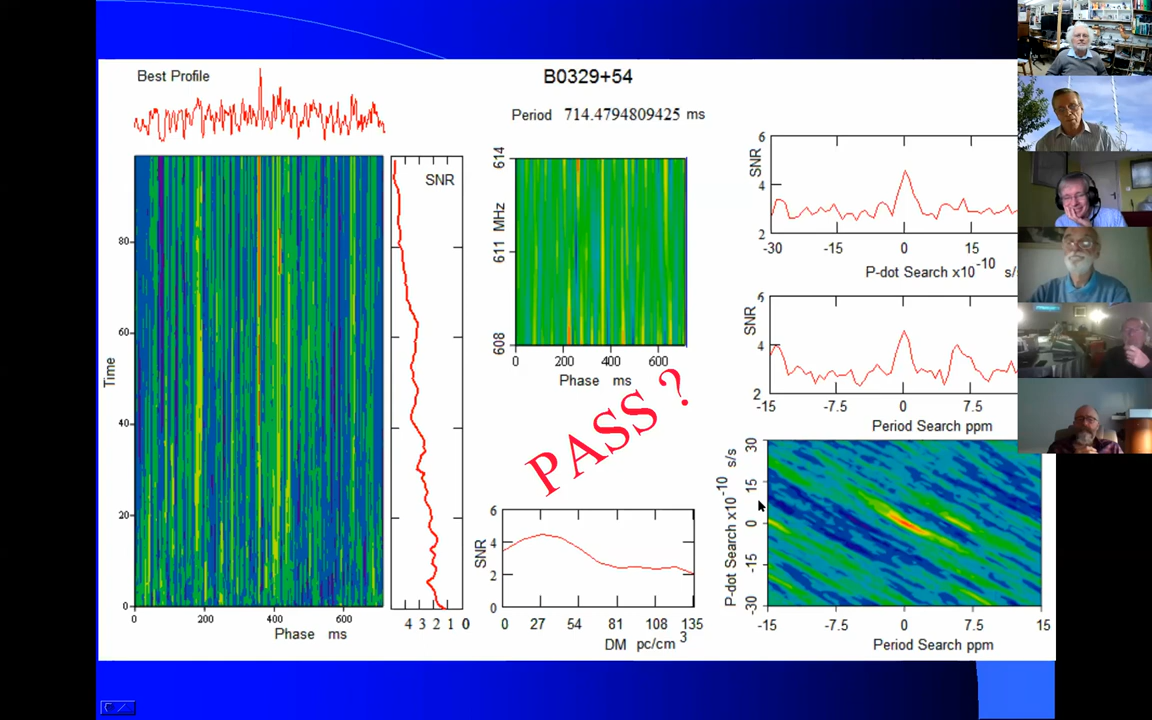 Best Profile
B0329+54
Period 714.4794809425 ms
SNR
80
60
40
20
0
Time
0 200 400 600
Phase ms
4 3 2 1 0
614
611 MHz
608
0 200 400 600
Phase ms
PASS ?
6
4
2
0
SNR
0 27 54 81 108 135
DM pc/cm 3
6
4
2
SNR
-30 -15 0 15
P-dot Search x10 -10 s/s
6
4
2
SNR
-15 -7.5 0 7.5
Period Search ppm
30
15
0
-15
-30
P-dot Search x10 -10 s/s
-15 -7.5 0 7.5 15
Period Search ppm